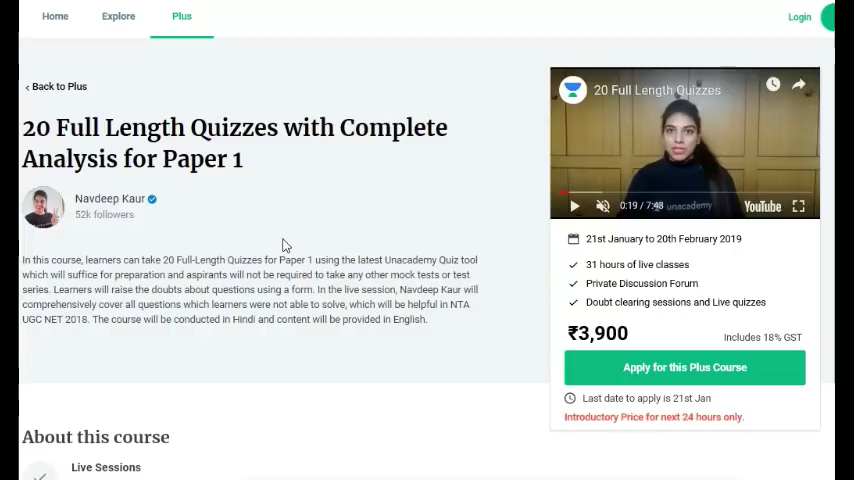 Home
Explore
Plus
Login
Back to Plus
20 Full Length Quizzes with Complete
Analysis for Paper 1
Navdeep Kaur
52k followers
In this course, learners can take 20 Full-Length Quizzes for Paper 1 using the latest Unacademy Quiz tool
which will suffice for preparation and aspirants will not be required to take any other mock tests or test
series. Learners will raise the doubts about questions using a form. In the live session, Navdeep Kaur will
comprehensively cover all questions which learners were not able to solve, which will be helpful in NTA
UGC NET 2018. The course will be conducted in Hindi and content will be provided in English.
20 Full Length Quizzes
0:19 / 7:43
unacademy
YouTube
21st January to 20th February 2019
31 hours of live classes
Private Discussion Forum
Doubt clearing sessions and Live quizzes
₹3,900
Includes 18% GST
Apply for this Plus Course
Last date to apply is 21st Jan
Introductory Price for next 24 hours only.
About this course
Live Sessions